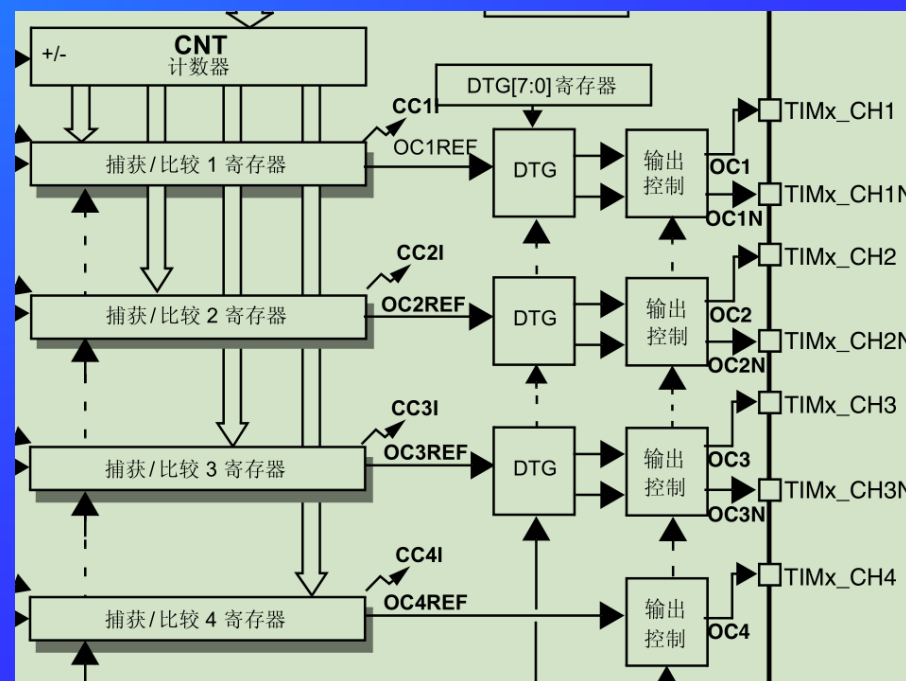 +/-
CNT
计数器
DTG[7:0] 寄存器
CC1I
OC1REF
捕获/比较 1 寄存器
DTG
输出
控制
OC1
OC1N
TIMx_CH1
TIMx_CH1N
CC2I
OC2REF
捕获/比较 2 寄存器
DTG
输出
控制
OC2
OC2N
TIMx_CH2
TIMx_CH2N
CC3I
OC3REF
捕获/比较 3 寄存器
DTG
输出
控制
OC3
OC3N
TIMx_CH3
TIMx_CH3N
CC4I
OC4REF
捕获/比较 4 寄存器
输出
控制
OC4
TIMx_CH4